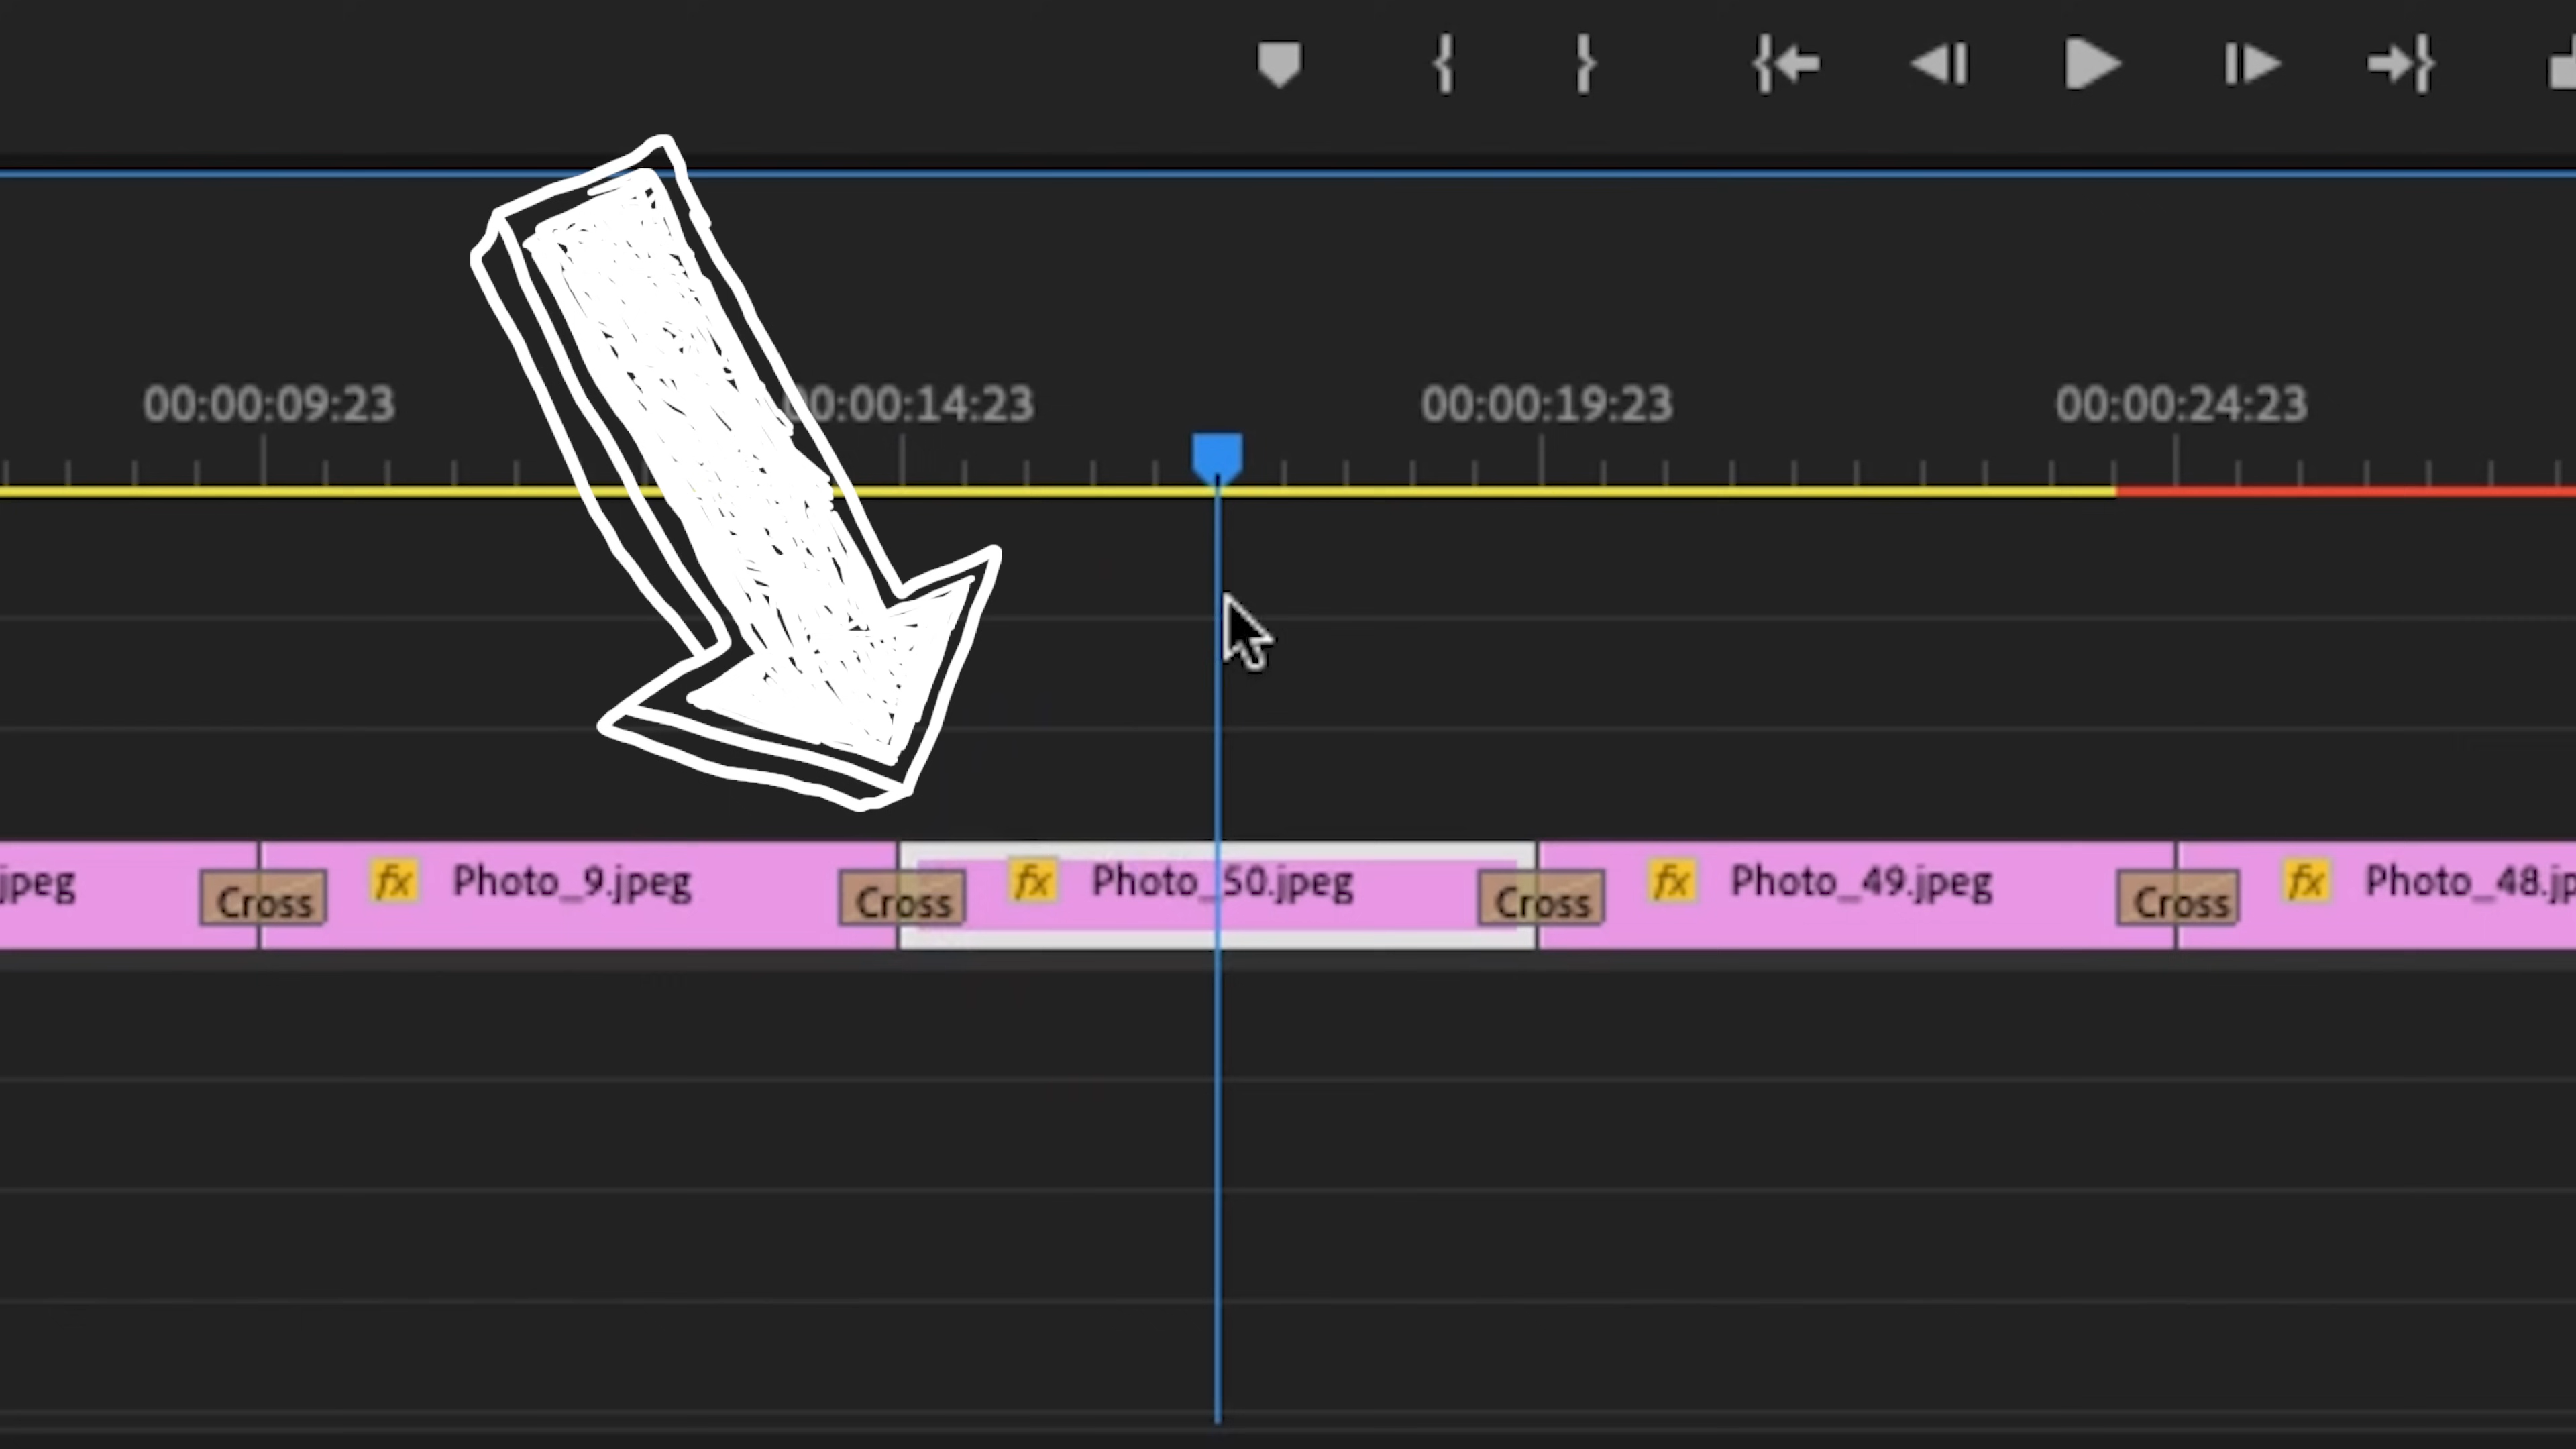 00:00:09:23 00:00:14:23 00:00:19:23 00:00:24:23
jpeg fx Photo_9.jpeg fx Photo_50.jpeg fx Photo_49.jpeg fx Photo_48.jp
Cross Cross Cross Cross